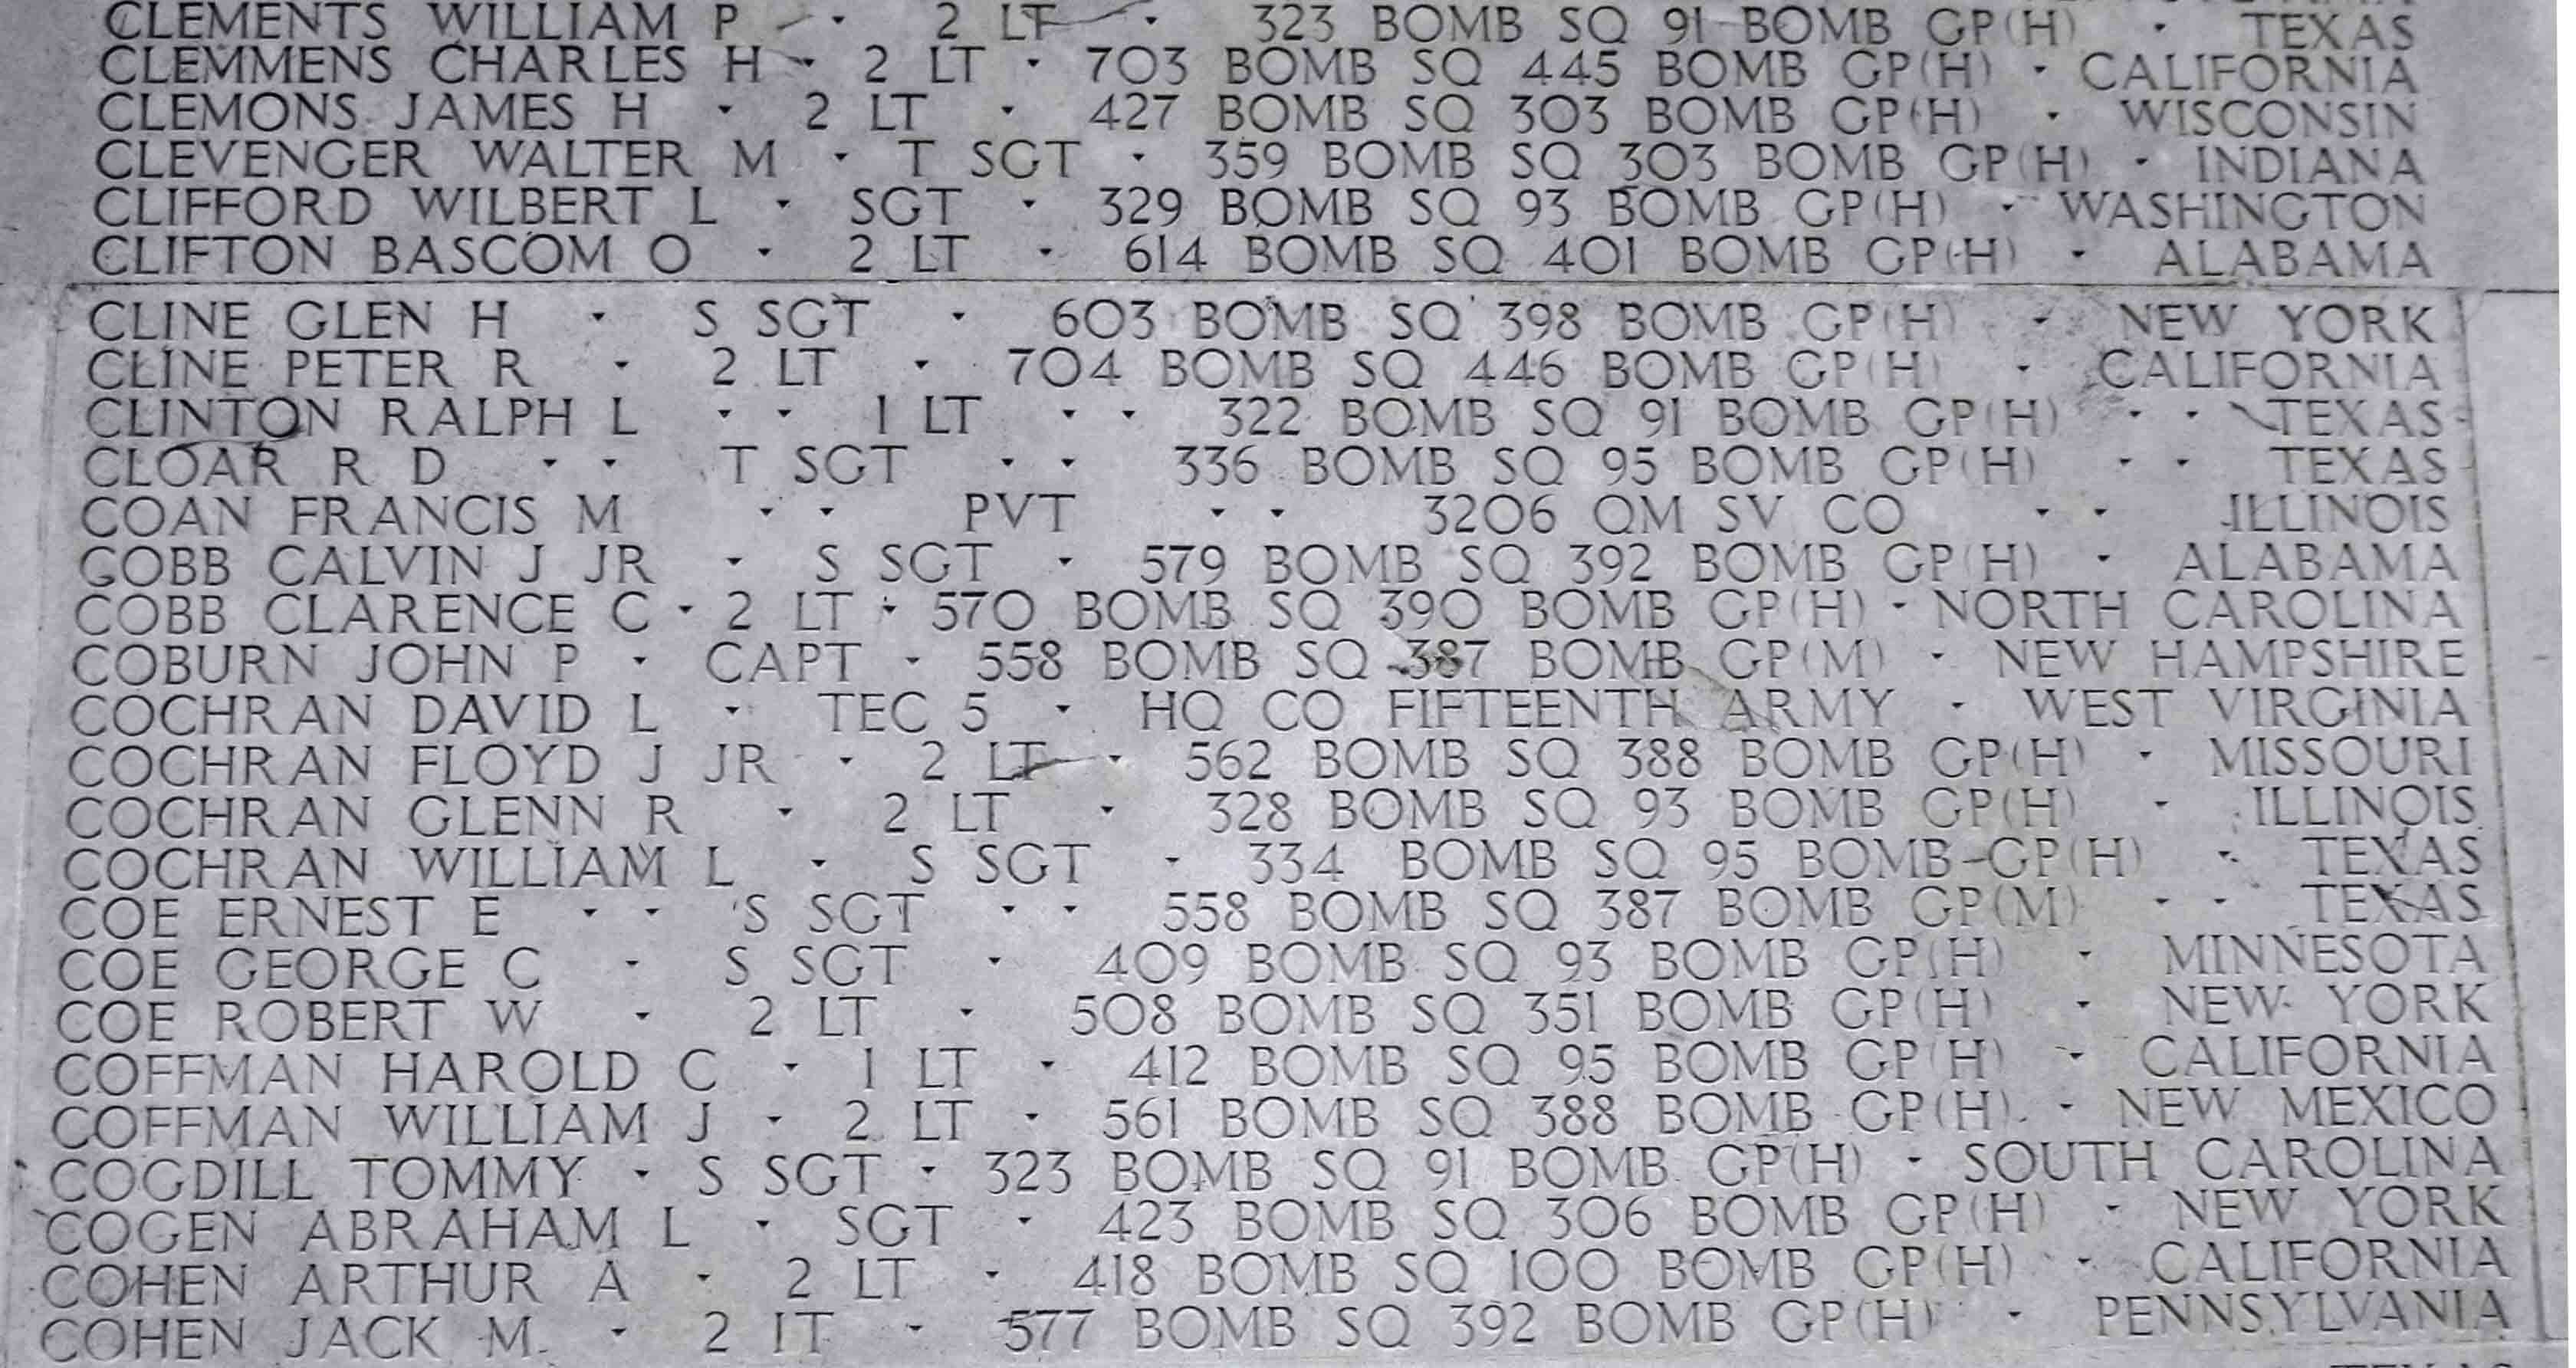 CLEMENTS WILLIAM P · 2 LT · 323 BOMB SQ 91 BOMB GP(H) · TEXAS
CLEMMENS CHARLES H · 2 LT · 703 BOMB SQ 445 BOMB GP(H) · CALIFORNIA
CLEMONS JAMES H · 2 LT · 427 BOMB SQ 303 BOMB GP(H) · WISCONSIN
CLEVENGER WALTER M · T SGT · 359 BOMB SQ 303 BOMB GP(H) · INDIANA
CLIFFORD WILBERT L · SGT · 329 BOMB SQ 93 BOMB GP(H) · WASHINGTON
CLIFTON BASCOM O · 2 LT · 614 BOMB SQ 401 BOMB GP(H) · ALABAMA
CLINE GLEN H · S SGT · 603 BOMB SQ 398 BOMB GP(H) · NEW YORK
CLINE PETER R · 2 LT · 704 BOMB SQ 446 BOMB GP(H) · CALIFORNIA
CLINTON RALPH L · · 1 LT · · 322 BOMB SQ 91 BOMB GP(H) · · TEXAS
CLOAR R D · · T SGT · · 336 BOMB SQ 95 BOMB GP(H) · · TEXAS
COAN FRANCIS M · · PVT · · 3206 QM SV CO · · ILLINOIS
COBB CALVIN J JR · S SGT · 579 BOMB SQ 392 BOMB GP(H) · ALABAMA
COBB CLARENCE C · 2 LT · 570 BOMB SQ 390 BOMB GP(H) · NORTH CAROLINA
COBURN JOHN P · CAPT · 558 BOMB SQ 387 BOMB GP(M) · NEW HAMPSHIRE
COCHRAN DAVID L · TEC 5 · HQ CO FIFTEENTH ARMY · WEST VIRGINIA
COCHRAN FLOYD J JR · 2 LT · 562 BOMB SQ 388 BOMB GP(H) · MISSOURI
COCHRAN GLENN R · 2 LT · 328 BOMB SQ 93 BOMB GP(H) · ILLINOIS
COCHRAN WILLIAM L · S SGT · 334 BOMB SQ 95 BOMB GP(H) · TEXAS
COE ERNEST E · · S SGT · · 558 BOMB SQ 387 BOMB GP(M) · · TEXAS
COE GEORGE C · S SGT · 409 BOMB SQ 93 BOMB GP(H) · MINNESOTA
COE ROBERT W · 2 LT · 508 BOMB SQ 351 BOMB GP(H) · NEW YORK
COFFMAN HAROLD C · 1 LT · 412 BOMB SQ 95 BOMB GP(H) · CALIFORNIA
COFFMAN WILLIAM J · 2 LT · 561 BOMB SQ 388 BOMB GP(H) · NEW MEXICO
COGDILL TOMMY · S SGT · 323 BOMB SQ 91 BOMB GP(H) · SOUTH CAROLINA
COGEN ABRAHAM L · SGT · 423 BOMB SQ 306 BOMB GP(H) · NEW YORK
COHEN ARTHUR A · 2 LT · 418 BOMB SQ 100 BOMB GP(H) · CALIFORNIA
COHEN JACK M · 2 LT · 577 BOMB SQ 392 BOMB GP(H) · PENNSYLVANIA